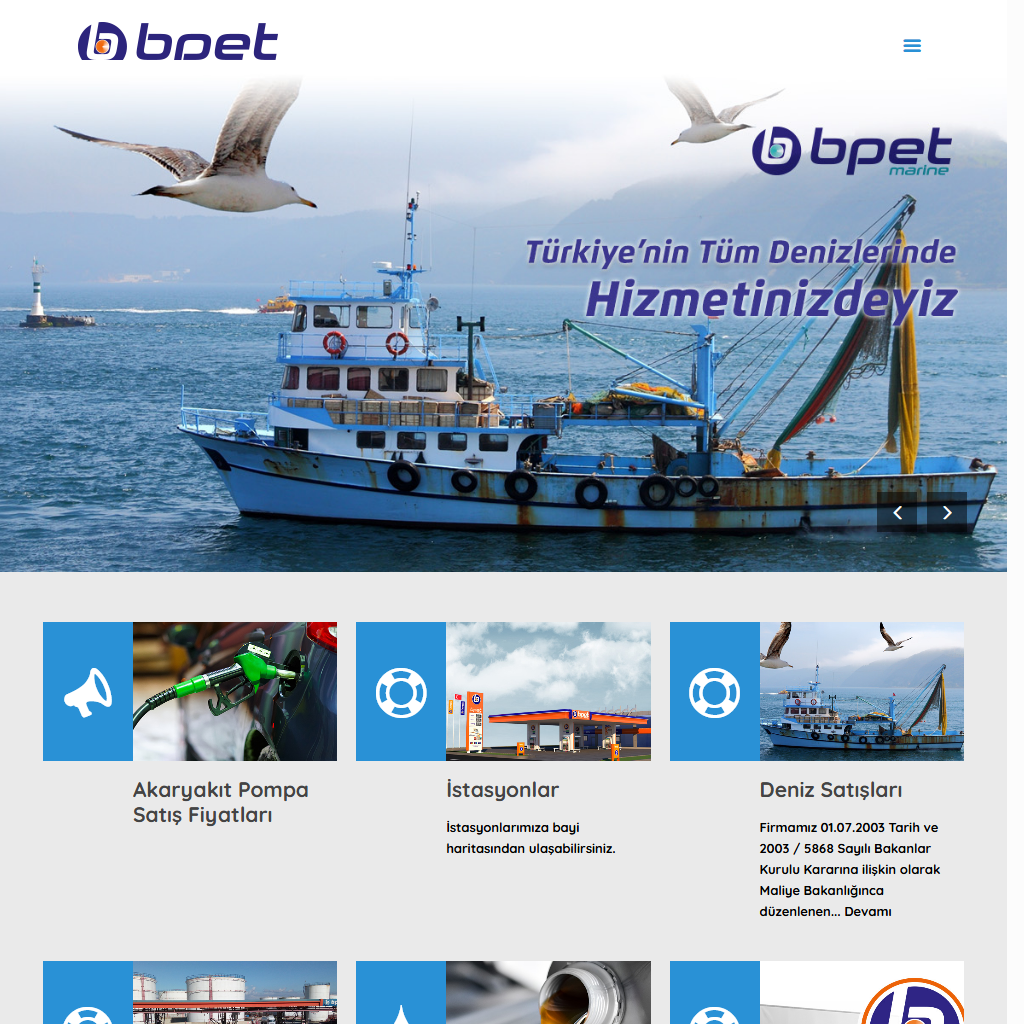 bpet
bpet
marine
Türkiye'nin Tüm Denizlerinde
Hizmetinizdeyiz
Akaryakıt Pompa
Satış Fiyatları
İstasyonlar
İstasyonlarımıza bayi
haritasından ulaşabilirsiniz.
Deniz Satışları
Firmamız 01.07.2003 Tarih ve
2003 / 5868 Sayılı Bakanlar
Kurulu Kararına ilişkin olarak
Maliye Bakanlığınca
düzenlenen... Devamı